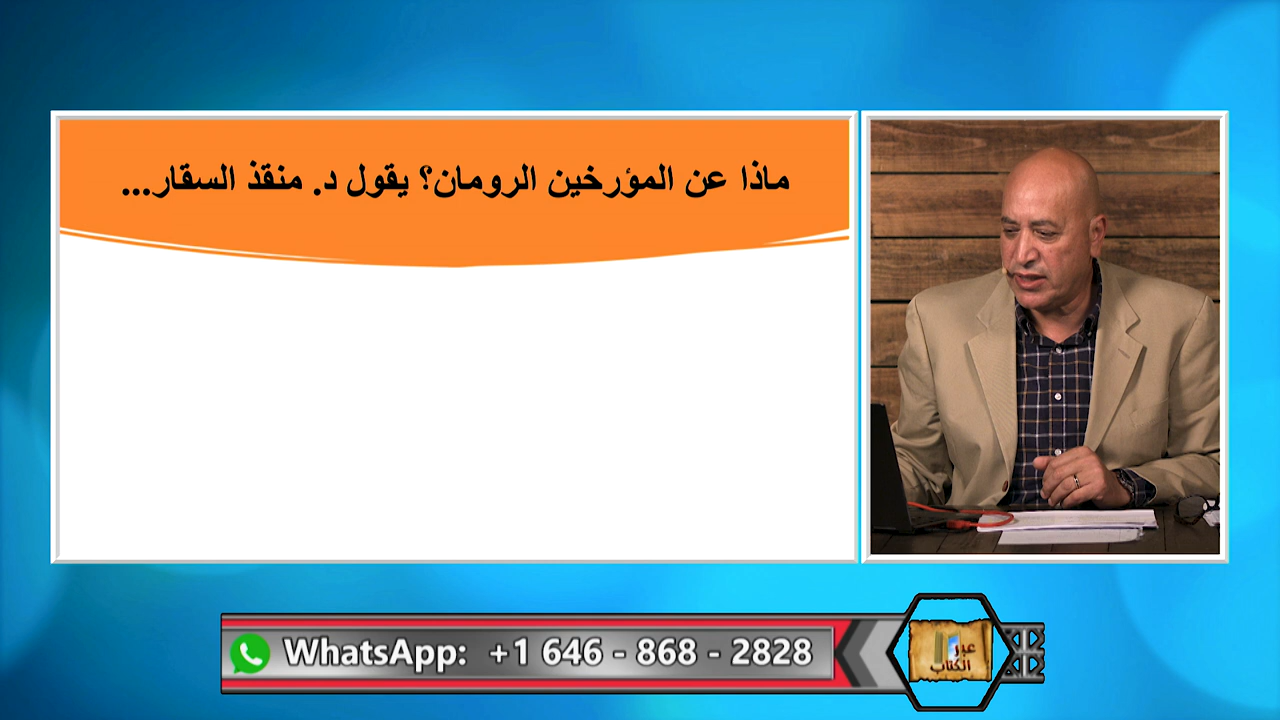 ماذا عن المؤرخين الرومان؟ يقول د. منقذ السقار...
WhatsApp: +1 646 - 868 - 2828
عبر
الكتاب